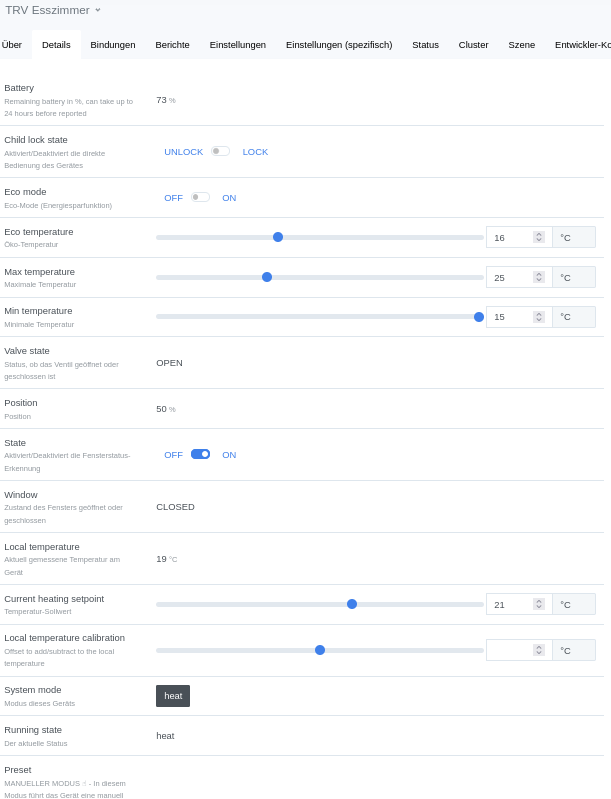 TRV Esszimmer
Über Details Bindungen Berichte Einstellungen Einstellungen (spezifisch) Status Cluster Szene Entwickler-Ko
Battery
Remaining battery in %, can take up to
24 hours before reported
73 %
Child lock state
Aktiviert/Deaktiviert die direkte
Bedienung des Gerätes
UNLOCK LOCK
Eco mode
Eco-Mode (Energiesparfunktion)
OFF ON
Eco temperature
Öko-Temperatur
16 °C
Max temperature
Maximale Temperatur
25 °C
Min temperature
Minimale Temperatur
15 °C
Valve state
Status, ob das Ventil geöffnet oder
geschlossen ist
OPEN
Position
Position
50 %
State
Aktiviert/Deaktiviert die Fensterstatus-
Erkennung
OFF ON
Window
Zustand des Fensters geöffnet oder
geschlossen
CLOSED
Local temperature
Aktuell gemessene Temperatur am
Gerät
19 °C
Current heating setpoint
Temperatur-Sollwert
21 °C
Local temperature calibration
Offset to add/subtract to the local
temperature
°C
System mode
Modus dieses Geräts
heat
Running state
Der aktuelle Status
heat
Preset
MANUELLER MODUS ☝ - In diesem
Modus führt das Gerät eine manuell